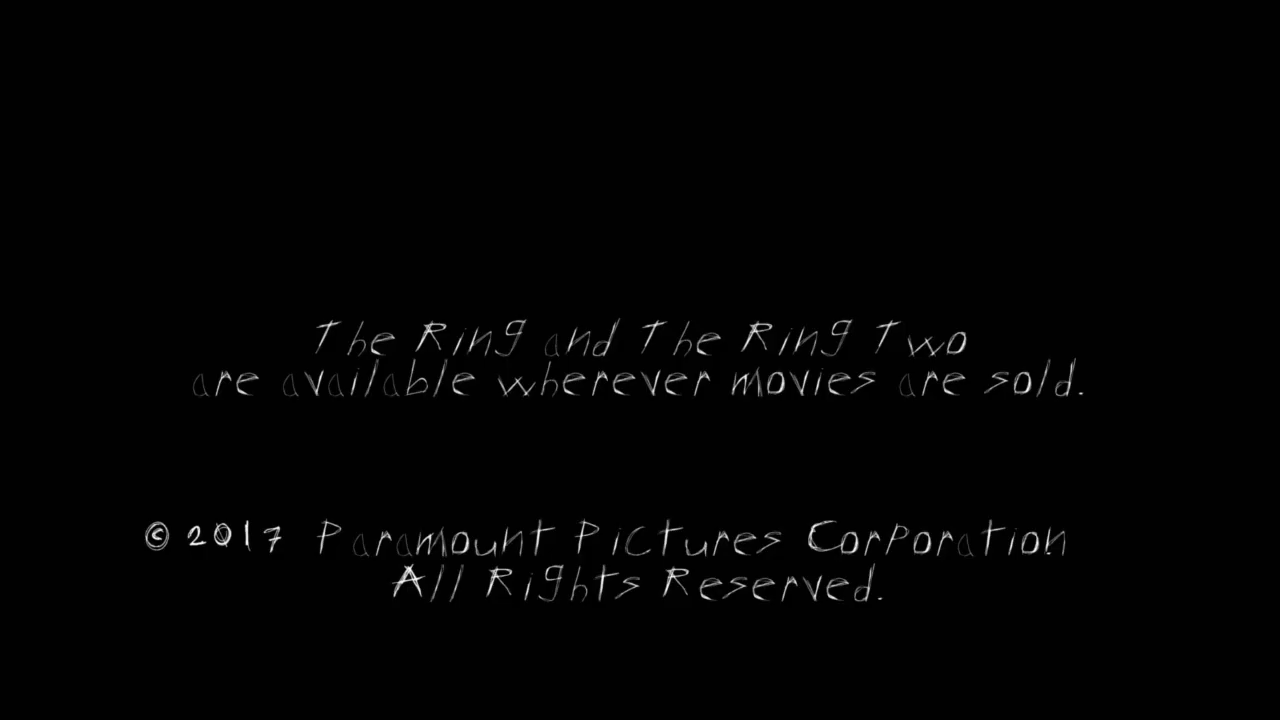 The Ring and The Ring Two
are available wherever movies are sold.
© 2017 Paramount Pictures Corporation
All Rights Reserved.